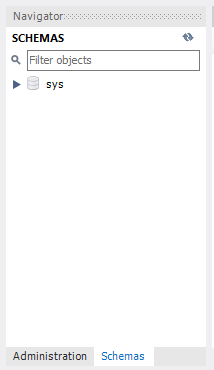 Navigator
SCHEMAS
Filter objects
sys
Administration Schemas